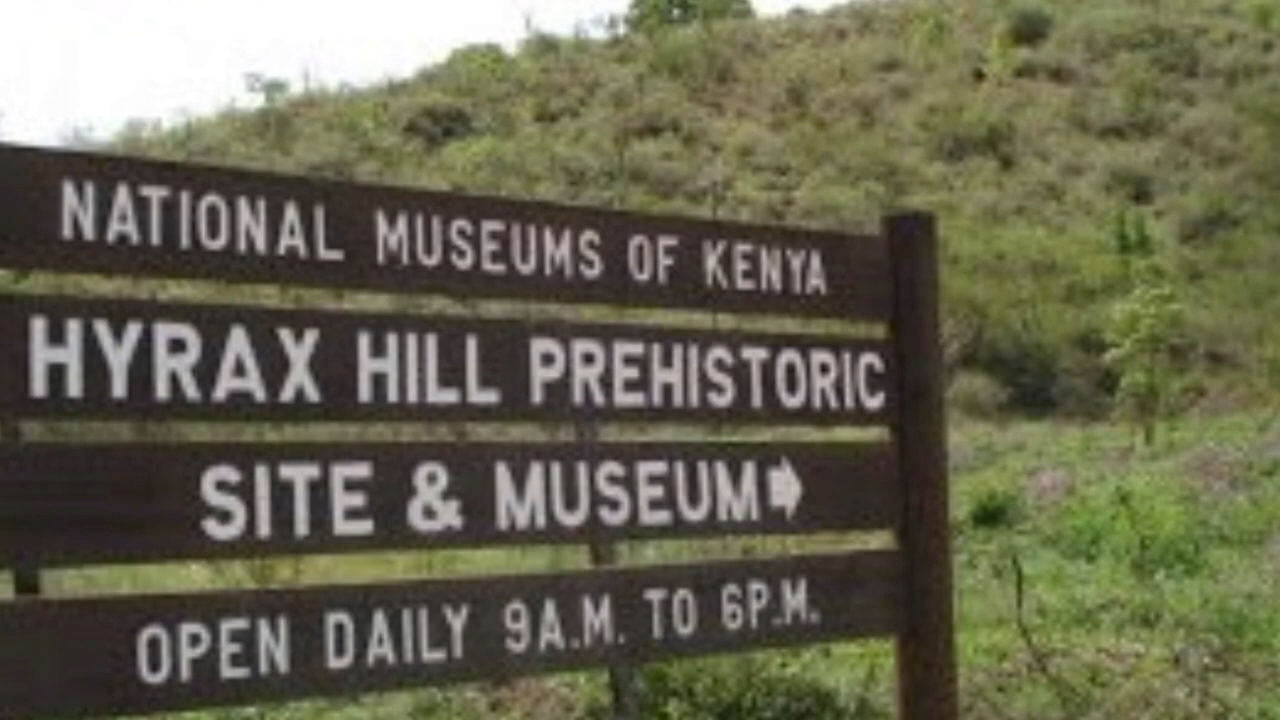 NATIONAL MUSEUMS OF KENYA
HYRAX HILL PREHISTORIC
SITE & MUSEUM
OPEN DAILY 9A.M. TO 6P.M.